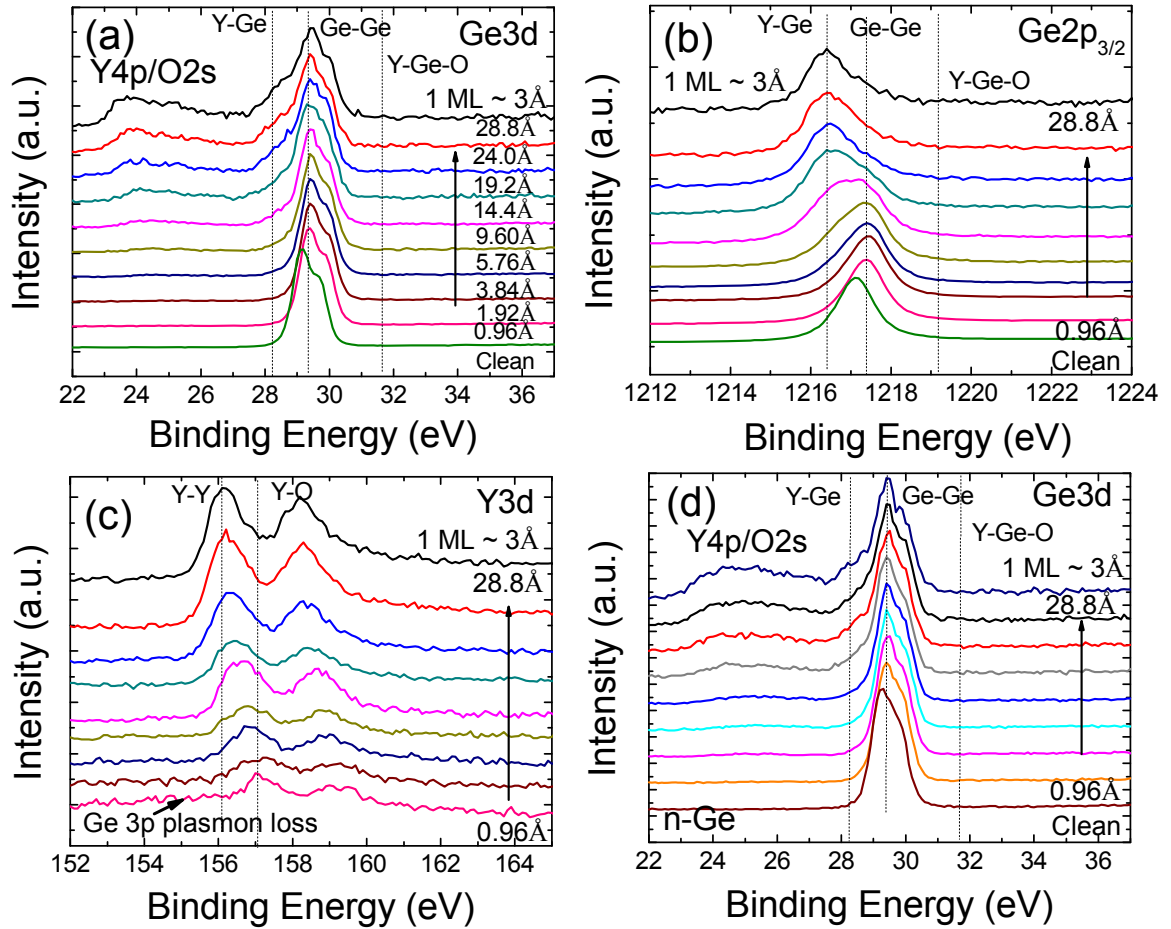 (a)
Y-Ge
Ge-Ge
Ge3d
Y4p/O2s
Y-Ge-O
1 ML ~ 3Å
28.8Å
24.0Å
19.2Å
14.4Å
9.60Å
5.76Å
3.84Å
1.92Å
0.96Å
Clean
22 24 26 28 30 32 34 36
Binding Energy (eV)
Intensity (a.u.)
(b)
Y-Ge
Ge-Ge
Ge2p3/2
1 ML ~ 3Å
Y-Ge-O
28.8Å
0.96Å
Clean
1212 1214 1216 1218 1220 1222 1224
Binding Energy (eV)
Intensity (a.u.)
(c)
Y-Y
Y-O
Y3d
1 ML ~ 3Å
28.8Å
Ge 3p plasmon loss
0.96Å
152 154 156 158 160 162 164
Binding Energy (eV)
Intensity (a.u.)
(d)
Y-Ge
Ge-Ge
Ge3d
Y4p/O2s
Y-Ge-O
1 ML ~ 3Å
28.8Å
0.96Å
n-Ge
Clean
22 24 26 28 30 32 34 36
Binding Energy (eV)
Intensity (a.u.)